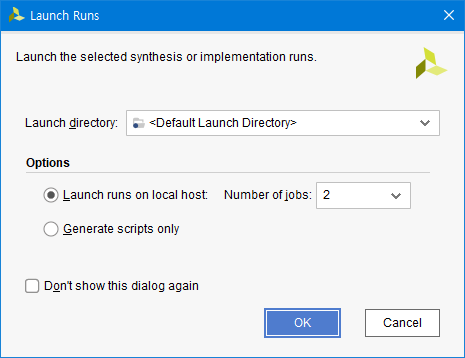 Launch Runs
Launch the selected synthesis or implementation runs.
Launch directory: <Default Launch Directory>
Options
Launch runs on local host: Number of jobs: 2
Generate scripts only
Don't show this dialog again
OK Cancel